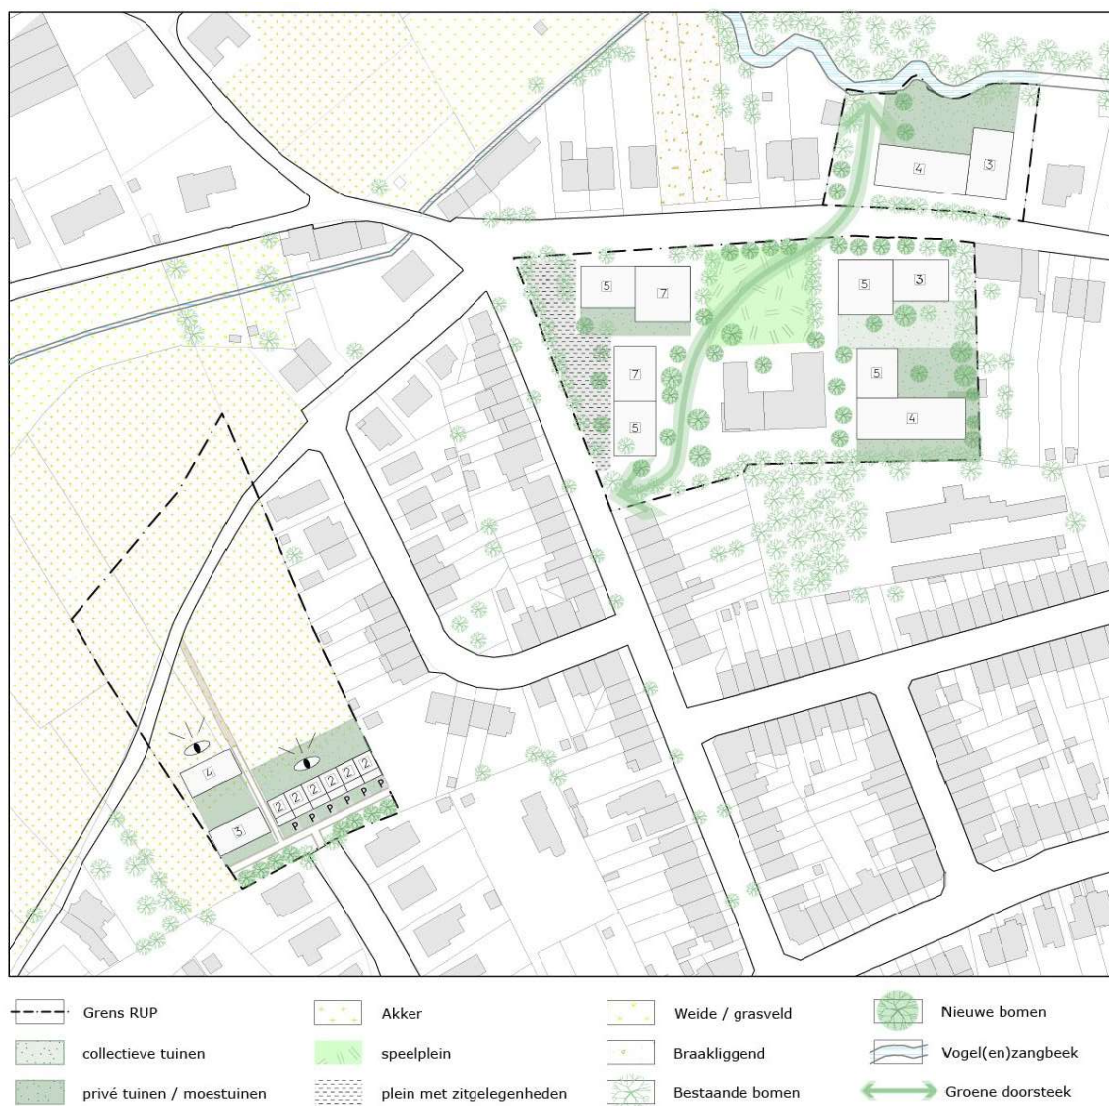 4
3
5
7
5
3
7
5
5
4
4
3
2 2 2 2 2 2
P P P P P P
Grens RUP
Akker
Weide / grasveld
Nieuwe bomen
collectieve tuinen
speelplein
Braakliggend
Vogel(en)zangbeek
privé tuinen / moestuinen
plein met zitgelegenheden
Bestaande bomen
Groene doorsteek